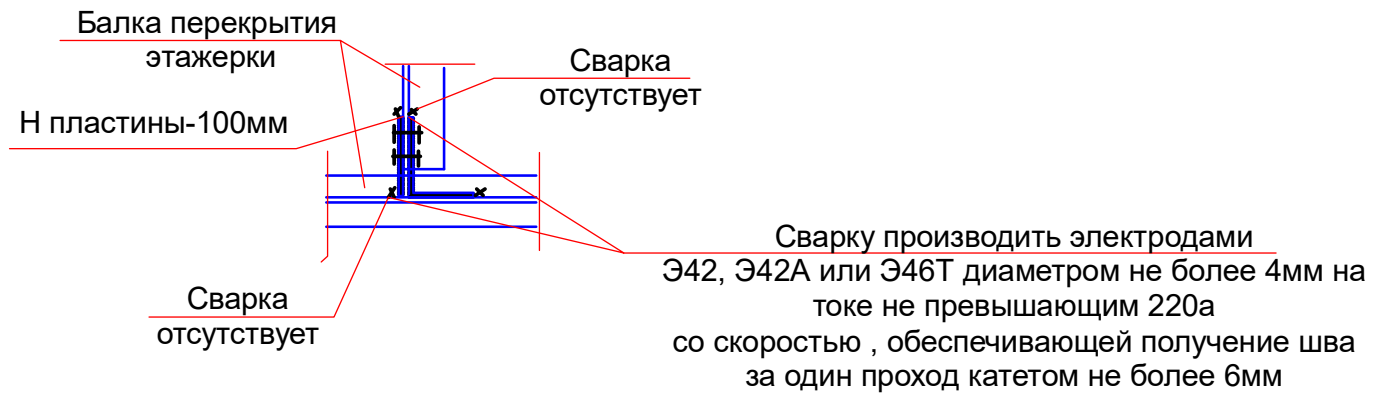 Балка перекрытия
этажерки
Сварка
отсутствует
Н пластины-100мм
Сварка
отсутствует
Сварку производить электродами
Э42, Э42А или Э46Т диаметром не более 4мм на
токе не превышающим 220а
со скоростью , обеспечивающей получение шва
за один проход катетом не более 6мм